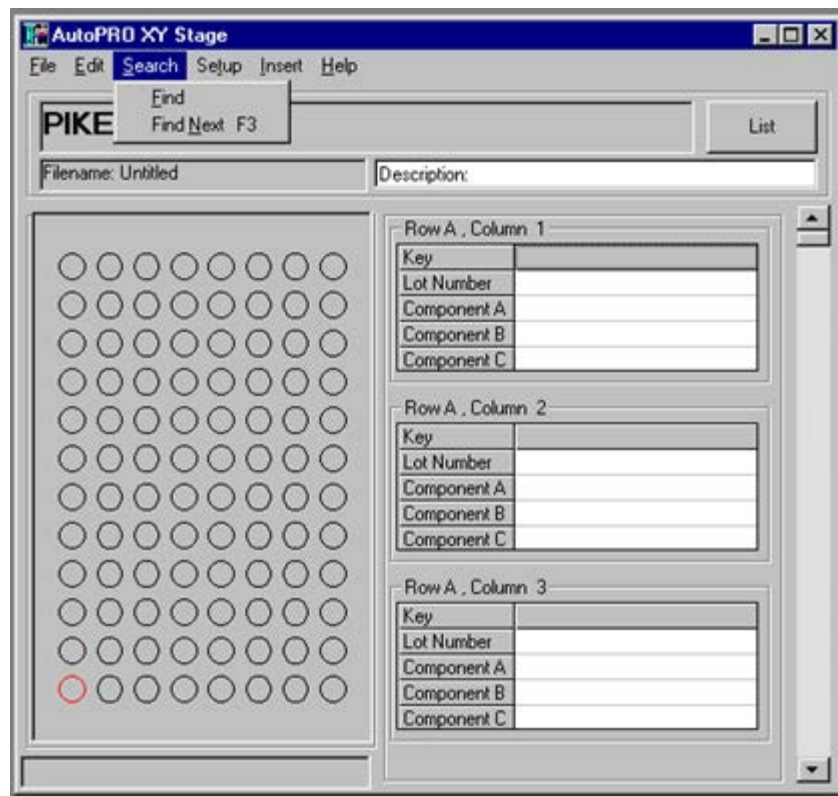 AutoPRO XY Stage
File Edit Search Setup Insert Help
Find
Find Next F3
PIKE
List
Filename: Untitled
Description:
Row A , Column 1
Key
Lot Number
Component A
Component B
Component C
Row A , Column 2
Key
Lot Number
Component A
Component B
Component C
Row A , Column 3
Key
Lot Number
Component A
Component B
Component C